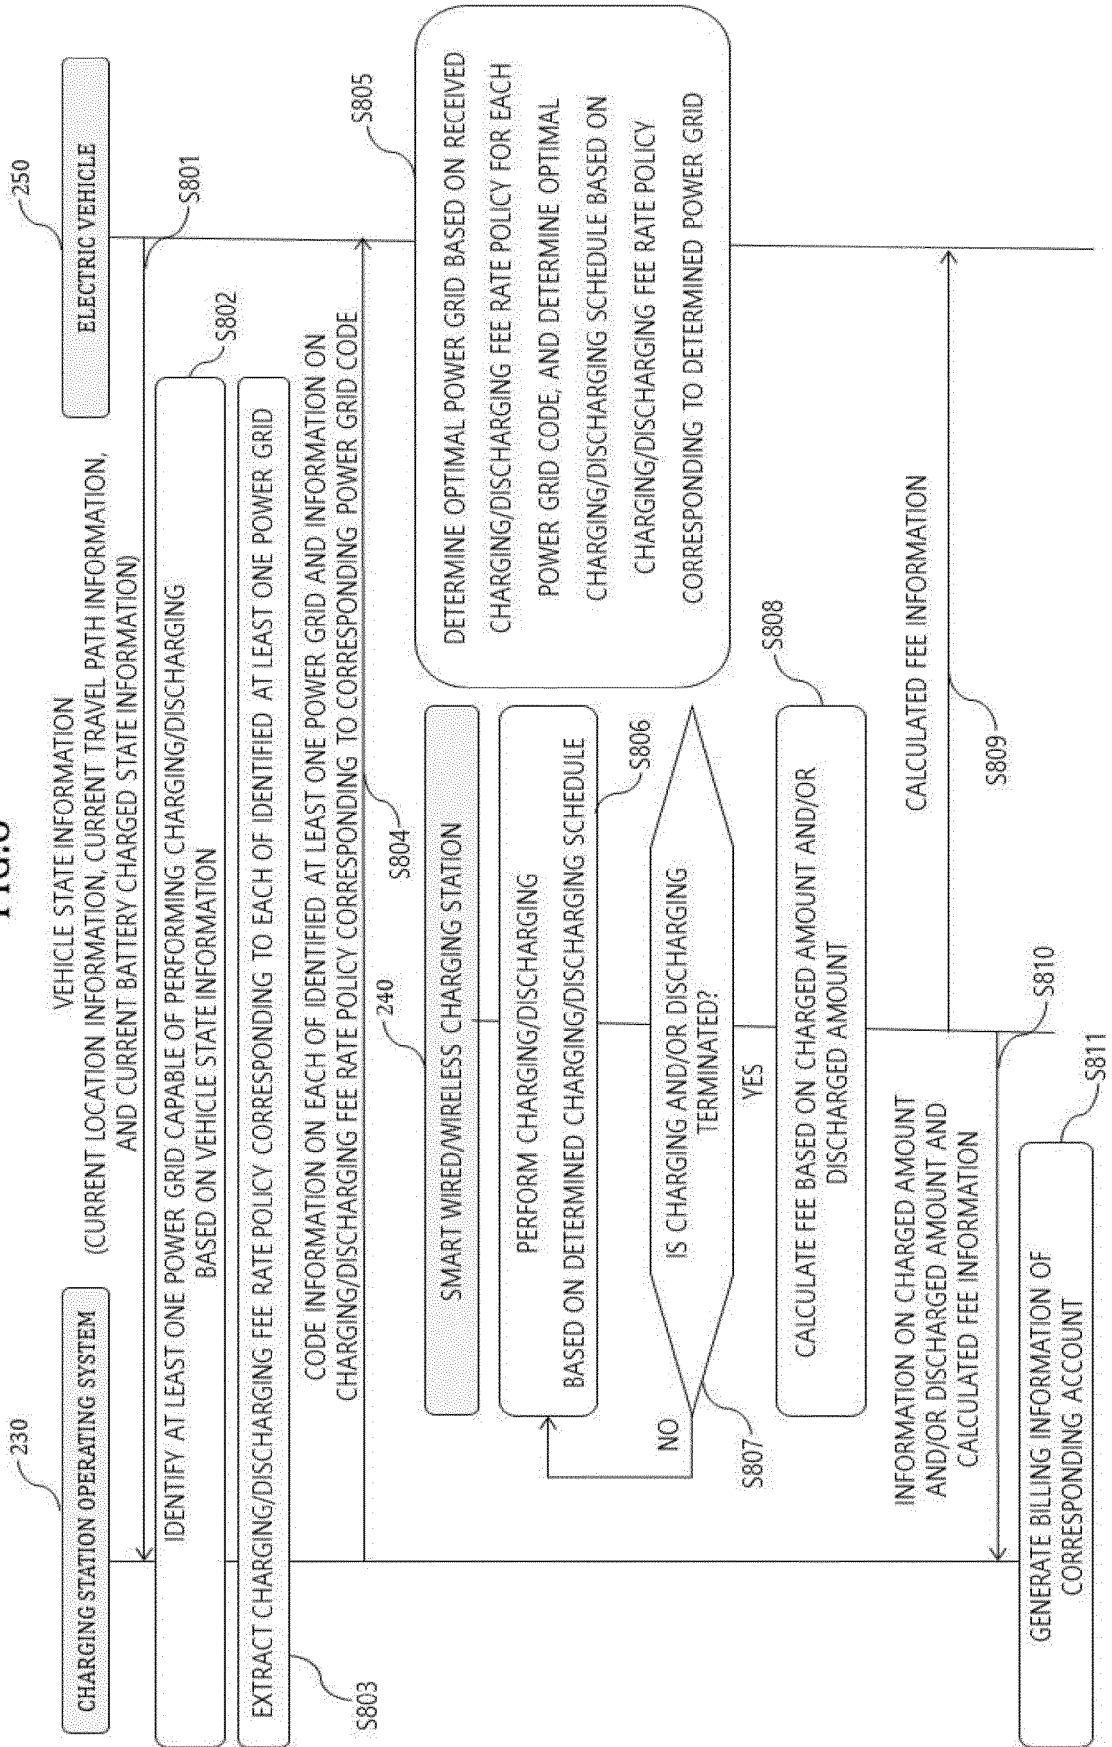 FIG.8
230
CHARGING STATION OPERATING SYSTEM
VEHICLE STATE INFORMATION
(CURRENT LOCATION INFORMATION, CURRENT TRAVEL PATH INFORMATION,
AND CURRENT BATTERY CHARGED STATE INFORMATION)
250
ELECTRIC VEHICLE
S801
IDENTIFY AT LEAST ONE POWER GRID CAPABLE OF PERFORMING CHARGING/DISCHARGING
BASED ON VEHICLE STATE INFORMATION
S802
EXTRACT CHARGING/DISCHARGING FEE RATE POLICY CORRESPONDING TO EACH OF IDENTIFIED AT LEAST ONE POWER GRID
S803
CODE INFORMATION ON EACH OF IDENTIFIED AT LEAST ONE POWER GRID AND INFORMATION ON
CHARGING/DISCHARGING FEE RATE POLICY CORRESPONDING TO CORRESPONDING POWER GRID CODE
S804
S805
DETERMINE OPTIMAL POWER GRID BASED ON RECEIVED
CHARGING/DISCHARGING FEE RATE POLICY FOR EACH
POWER GRID CODE, AND DETERMINE OPTIMAL
CHARGING/DISCHARGING SCHEDULE BASED ON
CHARGING/DISCHARGING FEE RATE POLICY
CORRESPONDING TO DETERMINED POWER GRID
240
SMART WIRED/WIRELESS CHARGING STATION
PERFORM CHARGING/DISCHARGING
BASED ON DETERMINED CHARGING/DISCHARGING SCHEDULE
S806
IS CHARGING AND/OR DISCHARGING
TERMINATED?
NO
S807
YES
CALCULATE FEE BASED ON CHARGED AMOUNT AND/OR
DISCHARGED AMOUNT
S808
CALCULATED FEE INFORMATION
S809
INFORMATION ON CHARGED AMOUNT
AND/OR DISCHARGED AMOUNT AND
CALCULATED FEE INFORMATION
S810
GENERATE BILLING INFORMATION OF
CORRESPONDING ACCOUNT
S811